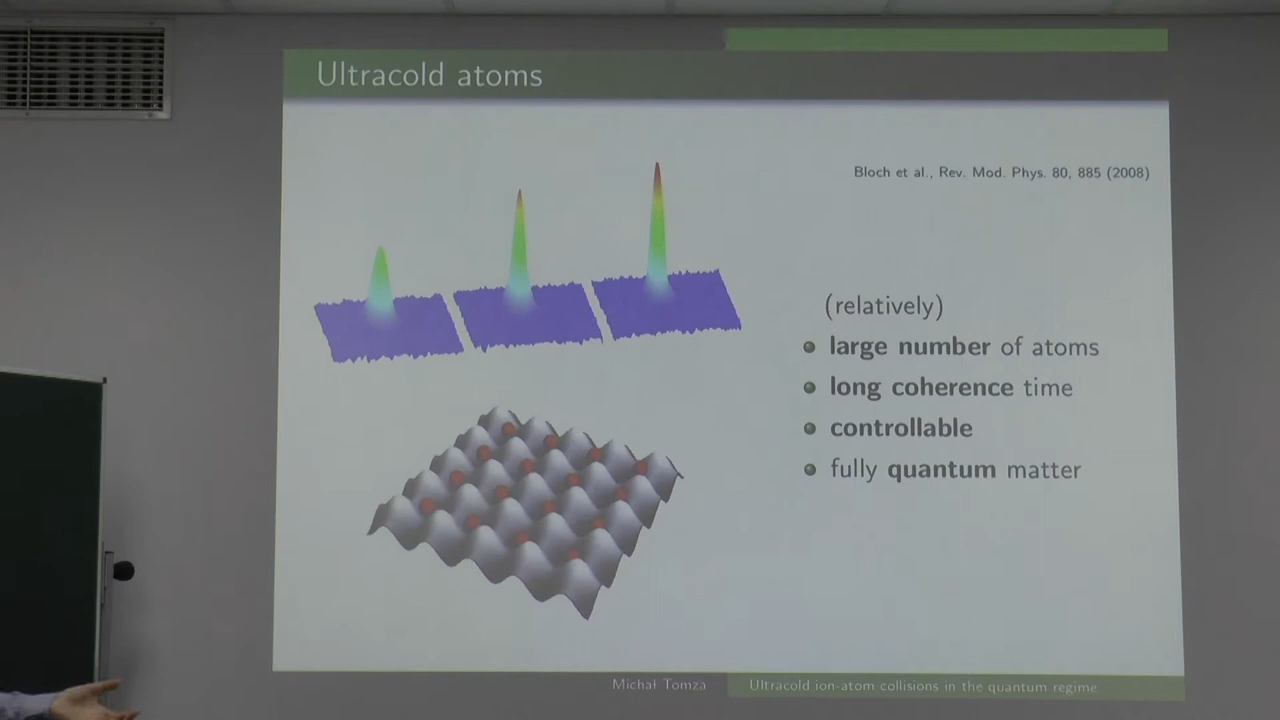 Ultracold atoms
Bloch et al., Rev. Mod. Phys. 80, 885 (2008)
(relatively)
large number of atoms
long coherence time
controllable
fully quantum matter
Michał Tomza
Ultracold ion-atom collisions in the quantum regime